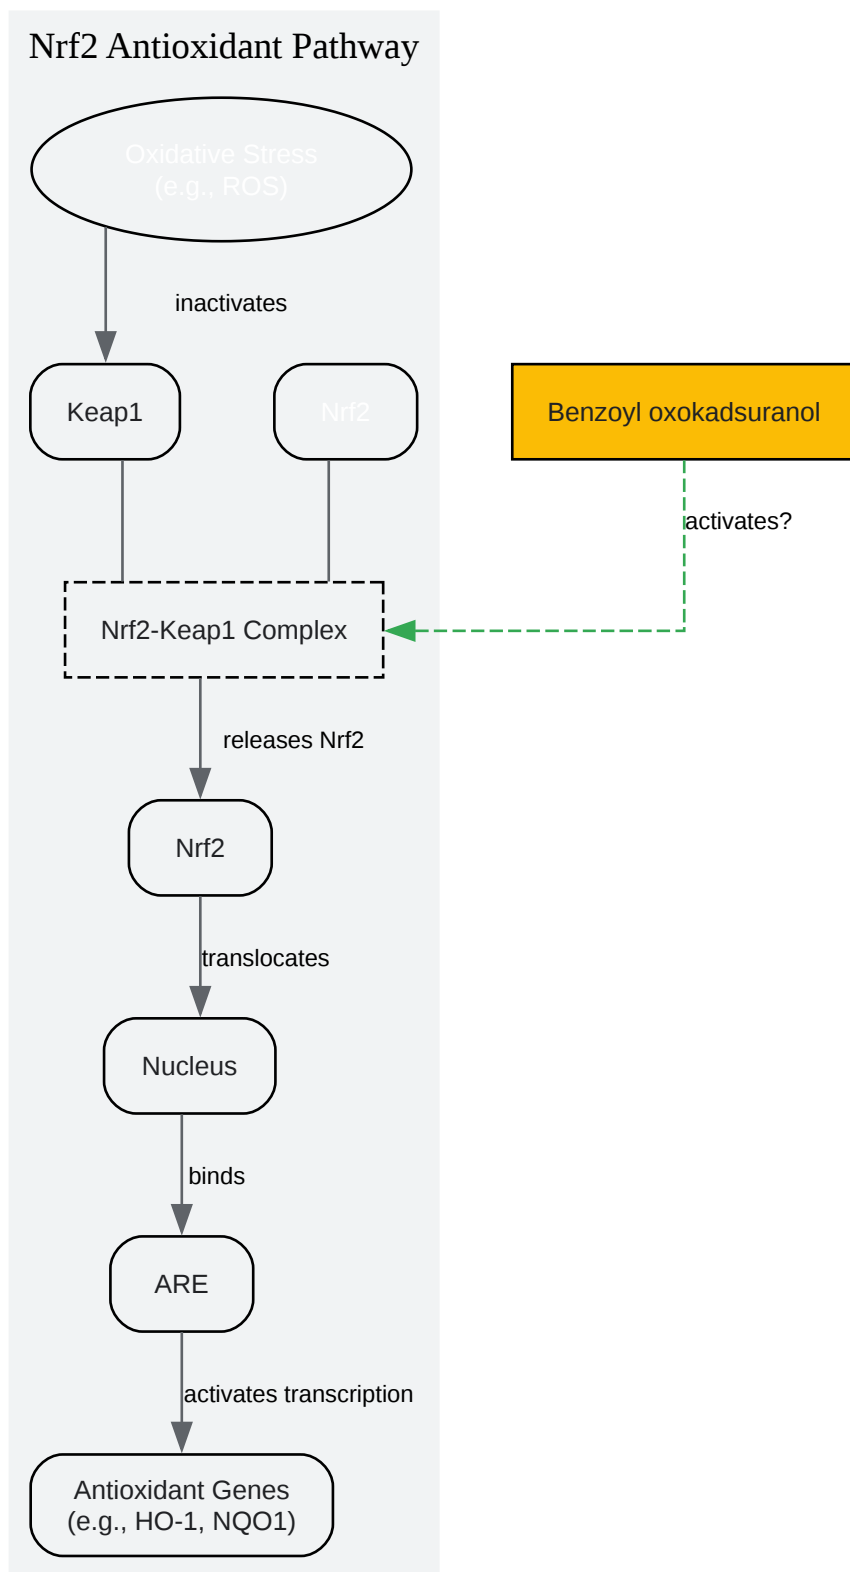 Nrf2 Antioxidant Pathway
Oxidative Stress
(e.g., ROS)
inactivates
Keap1
Nrf2
Benzoyl oxokadsuranol
activates?
Nrf2-Keap1 Complex
releases Nrf2
Nrf2
translocates
Nucleus
binds
ARE
activates transcription
Antioxidant Genes
(e.g., HO-1, NQO1)